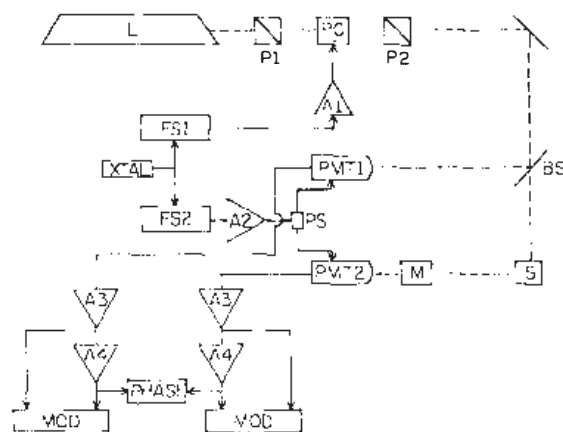 L
PC
P1
P2
A1
FS1
XTAL
PMT1
BS
FS2
A2
PS
PMT2
M
S
A3
A3
A4
A4
PHASE
MOD
MOD